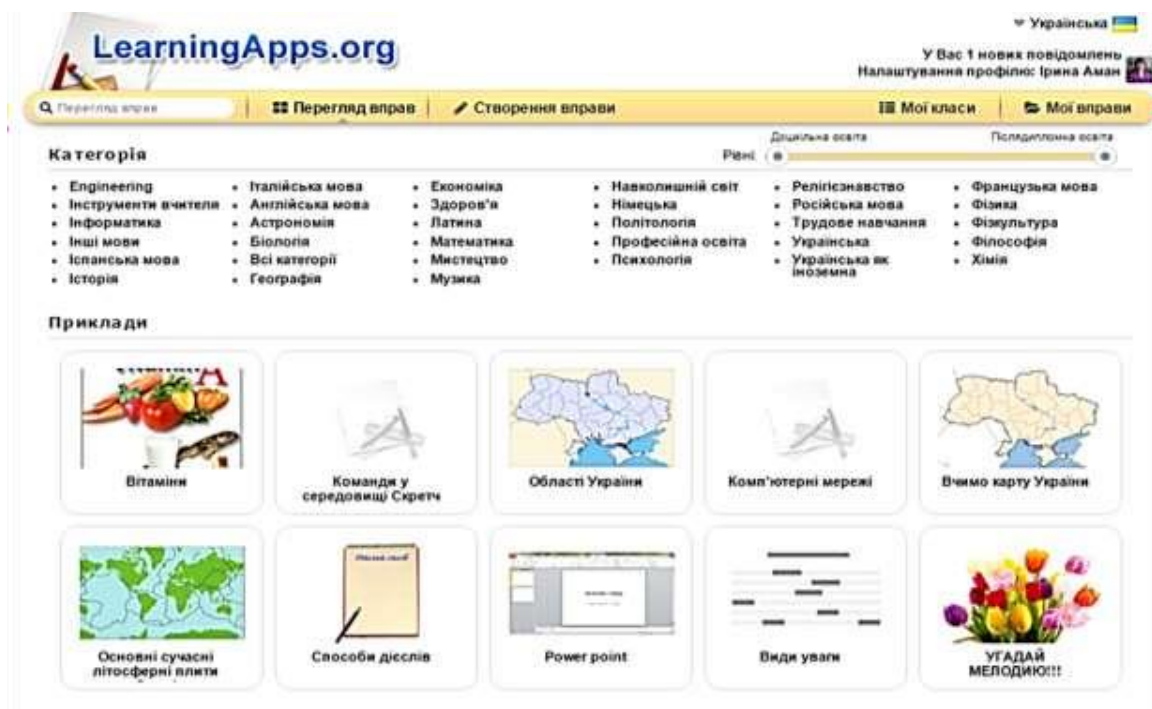 Українська
LearningApps.org
У Вас 1 нових повідомлень
Налаштування профілю: Ірина Аман
Перегляд вправ
Перегляд вправ
Створення вправи
Мої класи
Мої вправи
Категорія
Рівні
Дошкільна освіта
Післядипломна освіта
Engineering
Інструменти вчителя
Інформатика
Інші мови
Іспанська мова
Історія
Італійська мова
Англійська мова
Астрономія
Біологія
Всі категорії
Географія
Економіка
Здоров'я
Латина
Математика
Мистецтво
Музика
Навколишній світ
Німецька
Політологія
Професійна освіта
Психологія
Релігієзнавство
Російська мова
Трудове навчання
Українська
Українська як
іноземна
Французька мова
Фізика
Фізкультура
Філософія
Хімія
Приклади
Вітаміни
Команди у
середовищі Скретч
Області України
Комп'ютерні мережі
Вчимо карту України
Основні сучасні
літосферні плити
Способи дієслів
Power point
Види уваги
УГАДАЙ
МЕЛОДИЮ!!!